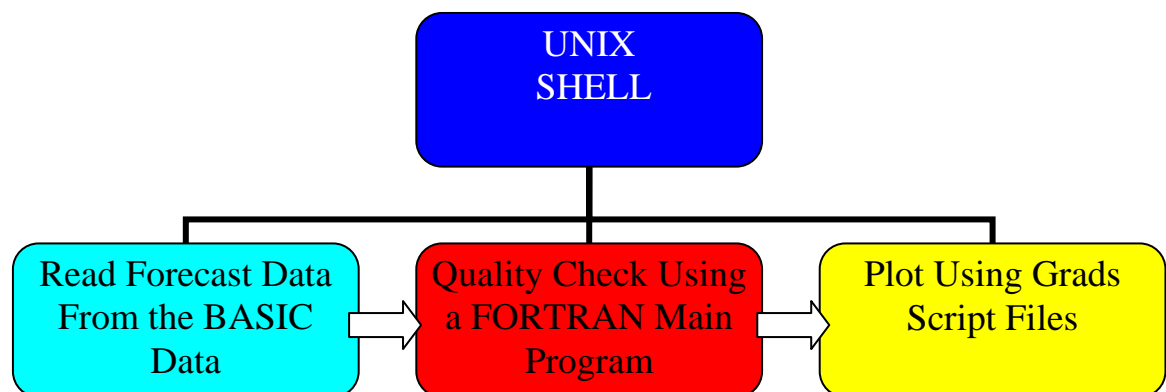 UNIX
SHELL
Read Forecast Data
From the BASIC
Data
Quality Check Using
a FORTRAN Main
Program
Plot Using Grads
Script Files